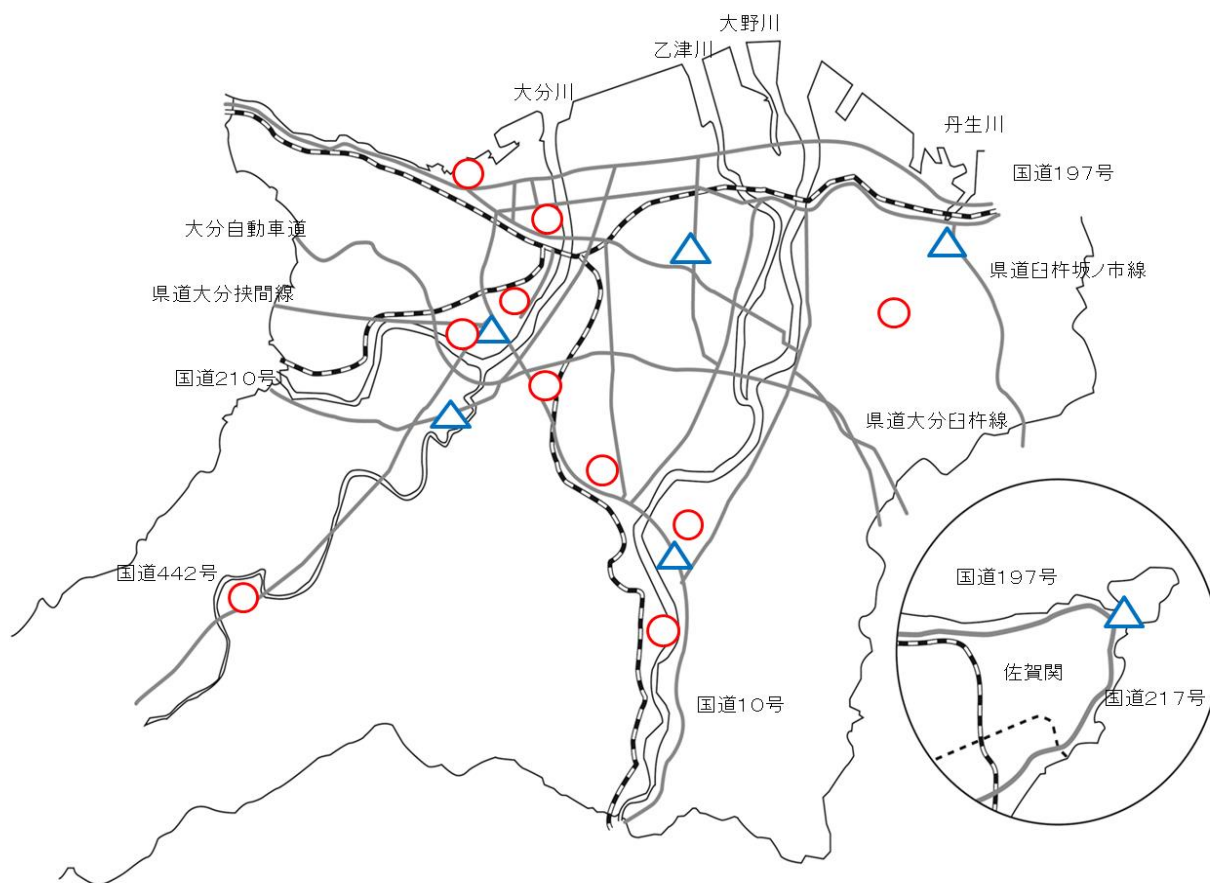 大野川
乙津川
大分川
丹生川
国道197号
大分自動車道
県道臼杵坂ノ市線
県道大分挾間線
国道210号
県道大分臼杵線
国道442号
国道197号
佐賀関
国道10号
国道217号